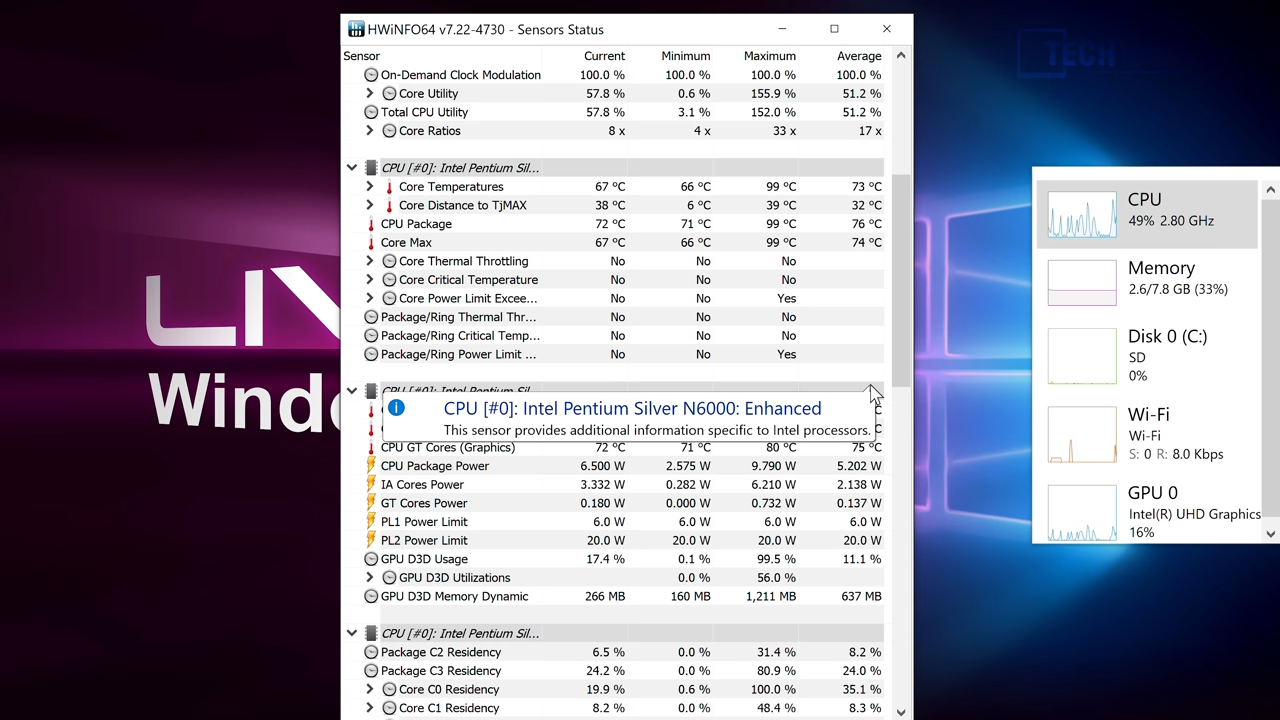 TECH
HWiNFO64 v7.22-4730 - Sensors Status
Sensor Current Minimum Maximum Average
On-Demand Clock Modulation 100.0 % 100.0 % 100.0 % 100.0 %
Core Utility 57.8 % 0.6 % 155.9 % 51.2 %
Total CPU Utility 57.8 % 3.1 % 152.0 % 51.2 %
Core Ratios 8 x 4 x 33 x 17 x
CPU [#0]: Intel Pentium Sil...
Core Temperatures 67 °C 66 °C 99 °C 73 °C
Core Distance to TjMAX 38 °C 6 °C 39 °C 32 °C
CPU Package 72 °C 71 °C 99 °C 76 °C
Core Max 67 °C 66 °C 99 °C 74 °C
Core Thermal Throttling No No No
Core Critical Temperature No No No
Core Power Limit Excee... No No Yes
Package/Ring Thermal Thr... No No No
Package/Ring Critical Temp... No No No
Package/Ring Power Limit ... No No Yes
CPU [#0]: Intel Pentium Sil...
CPU [#0]: Intel Pentium Silver N6000: Enhanced
This sensor provides additional information specific to Intel processors.
CPU GT Cores (Graphics) 72 °C 71 °C 80 °C 75 °C
CPU Package Power 6.500 W 2.575 W 9.790 W 5.202 W
IA Cores Power 3.332 W 0.282 W 6.210 W 2.138 W
GT Cores Power 0.180 W 0.000 W 0.732 W 0.137 W
PL1 Power Limit 6.0 W 6.0 W 6.0 W 6.0 W
PL2 Power Limit 20.0 W 20.0 W 20.0 W 20.0 W
GPU D3D Usage 17.4 % 0.1 % 99.5 % 11.1 %
GPU D3D Utilizations 0.0 % 56.0 %
GPU D3D Memory Dynamic 266 MB 160 MB 1,211 MB 637 MB
CPU [#0]: Intel Pentium Sil...
Package C2 Residency 6.5 % 0.0 % 31.4 % 8.2 %
Package C3 Residency 24.2 % 0.0 % 80.9 % 24.0 %
Core C0 Residency 19.9 % 0.6 % 100.0 % 35.1 %
Core C1 Residency 8.2 % 0.0 % 48.4 % 8.3 %
Windo
CPU
49% 2.80 GHz
Memory
2.6/7.8 GB (33%)
Disk 0 (C:)
SD
0%
Wi-Fi
Wi-Fi
S: 0 R: 8.0 Kbps
GPU 0
Intel(R) UHD Graphics
16%